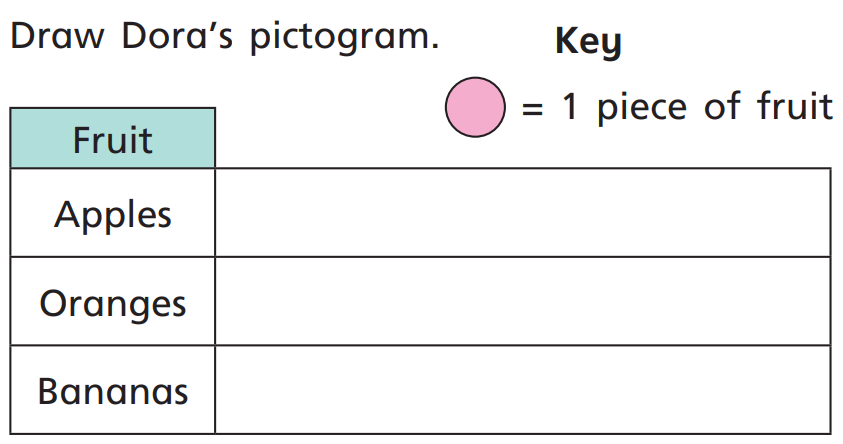 Draw Dora's pictogram.
Key
= 1 piece of fruit
Fruit
Apples
Oranges
Bananas